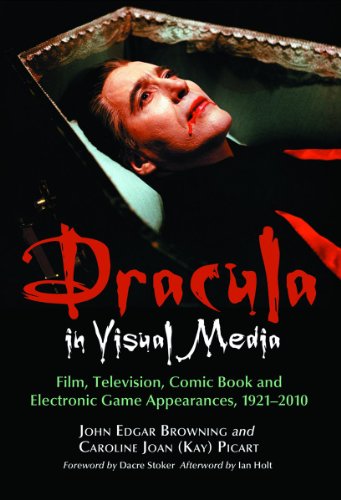 Dracula
in Visual Media
Film, Television, Comic Book and
Electronic Game Appearances, 1921–2010
JOHN EDGAR BROWNING and
CAROLINE JOAN (KAY) PICART
Foreword by Dacre Stoker Afterword by Ian Holt